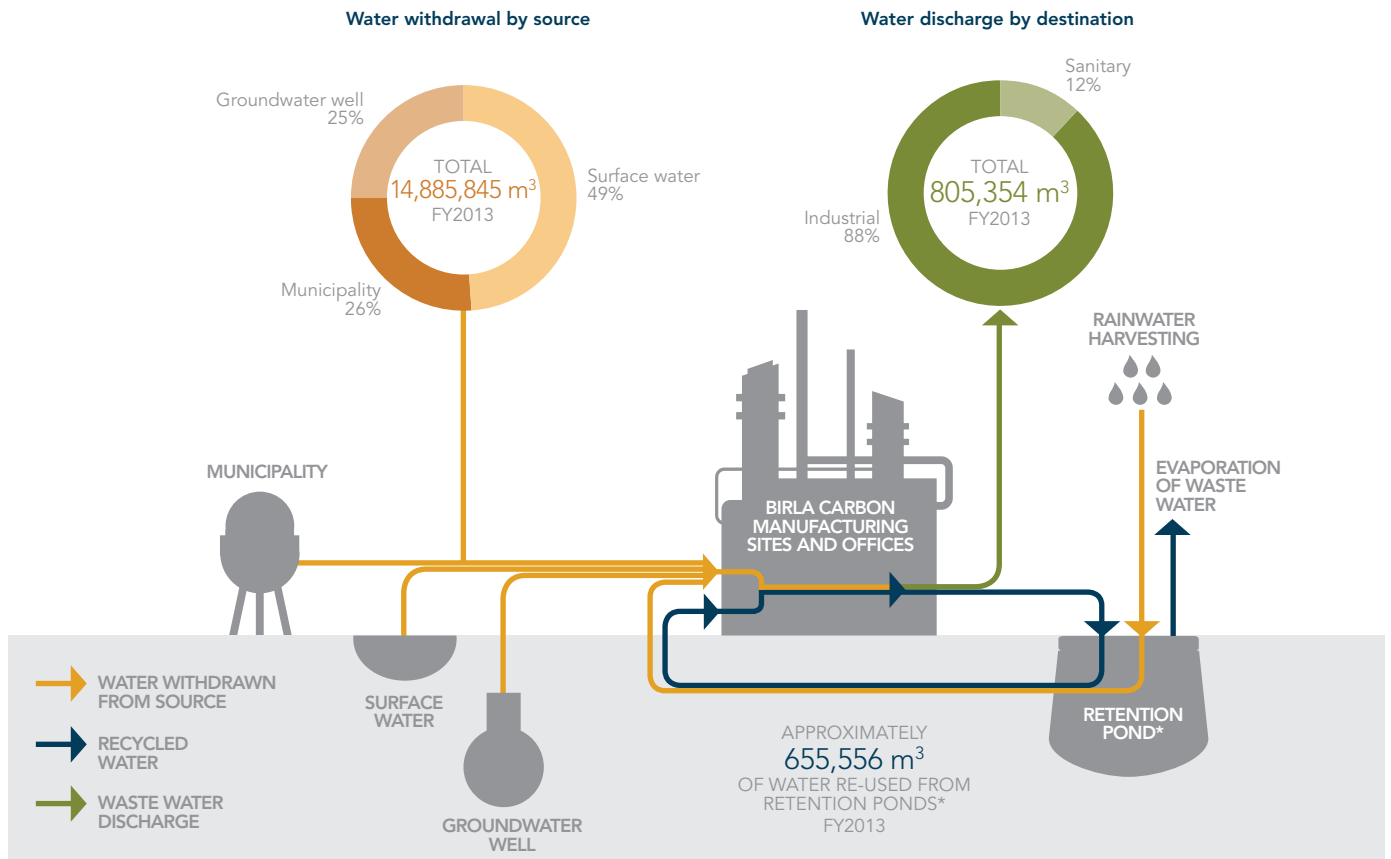 Water withdrawal by source
Groundwater well
25%
TOTAL
14,885,845 m³
FY2013
Surface water
49%
Municipality
26%
Water discharge by destination
Sanitary
12%
TOTAL
805,354 m³
FY2013
Industrial
88%
RAINWATER
HARVESTING
MUNICIPALITY
EVAPORATION
OF WASTE
WATER
BIRLA CARBON
MANUFACTURING
SITES AND OFFICES
WATER WITHDRAWN
FROM SOURCE
RECYCLED
WATER
WASTE WATER
DISCHARGE
SURFACE
WATER
GROUNDWATER
WELL
APPROXIMATELY
655,556 m³
OF WATER RE-USED FROM
RETENTION PONDS*
FY2013
RETENTION
POND*